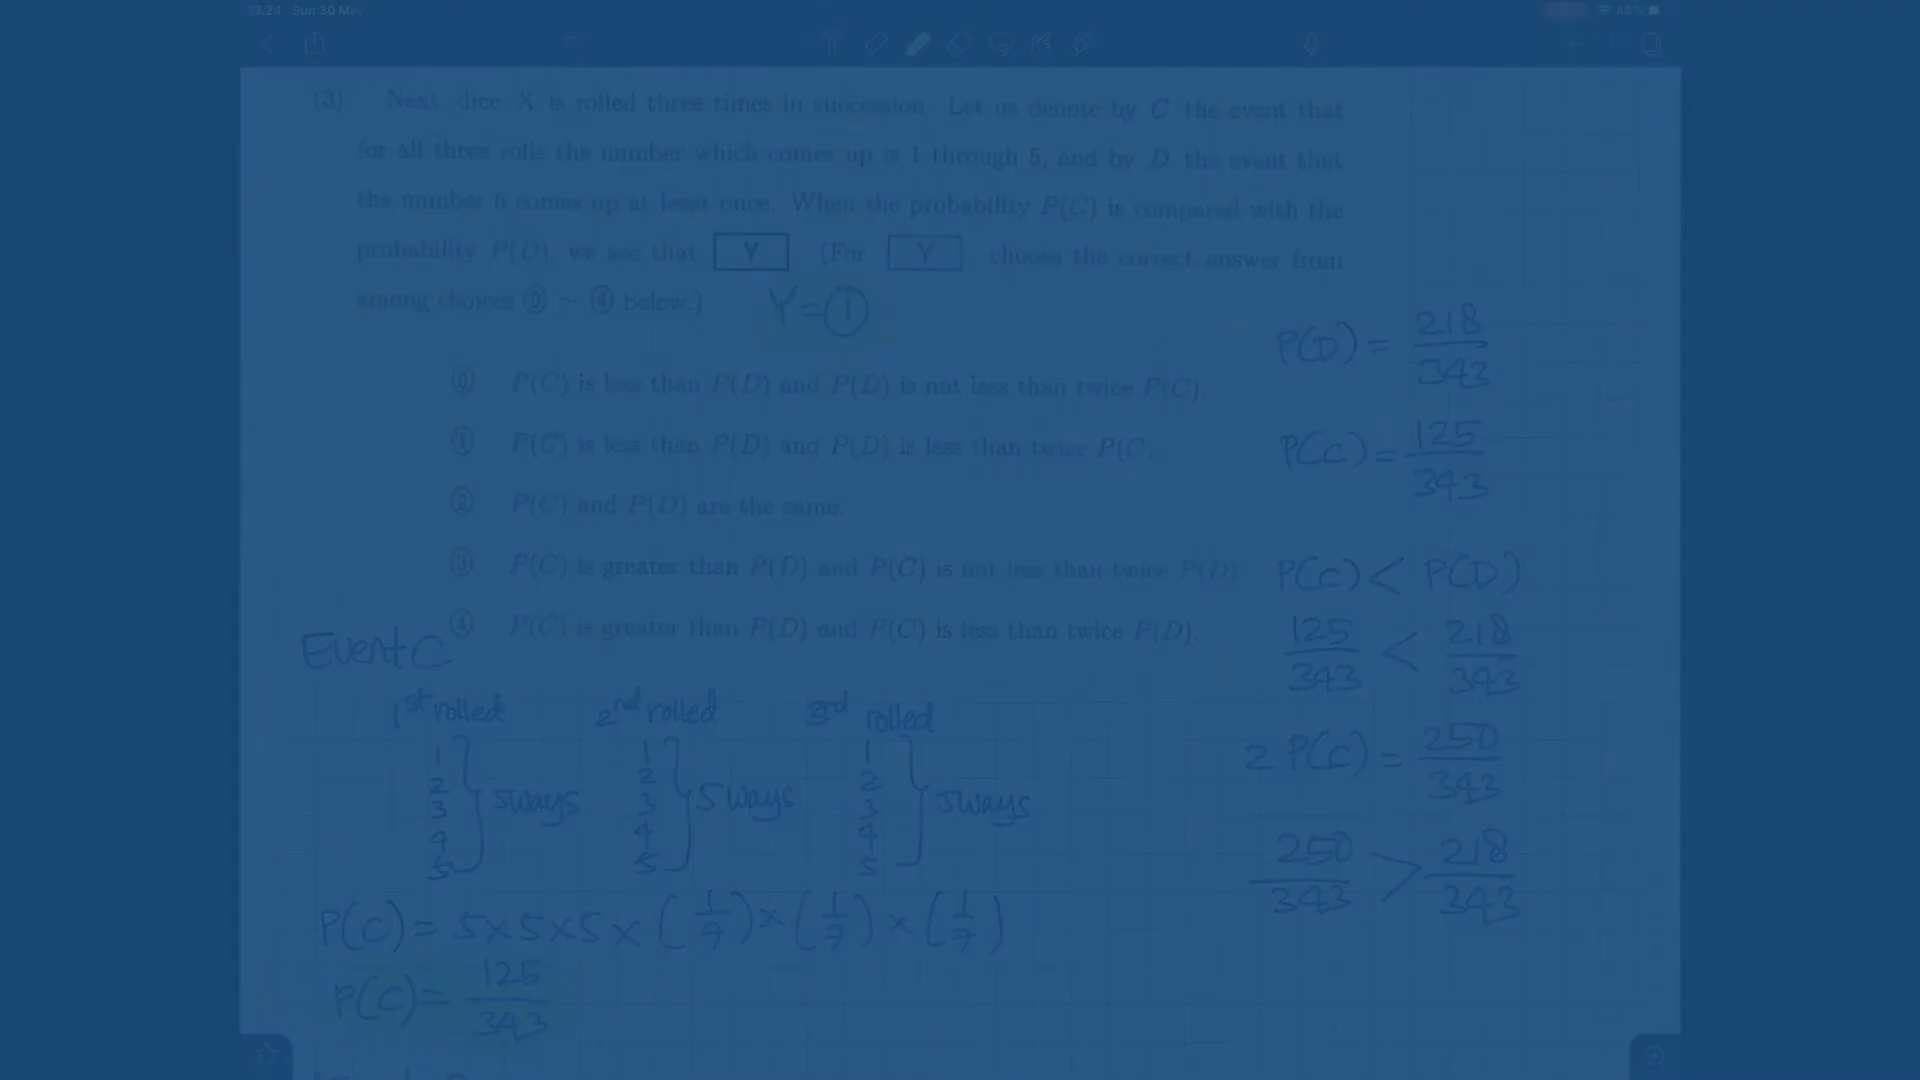 23.24 Sun 30 May
48%
(3) Next, dice X is rolled three times in succession. Let us denote by C the event that
for all three rolls the number which comes up is 1 through 5, and by D the event that
the number 6 comes up at least once. When the probability P(C) is compared with the
probability P(D), we see that Y (For Y, choose the correct answer from
among choices ⓪ ~ ④ below.)
Y = ①
⓪ P(C) is less than P(D) and P(D) is not less than twice P(C).
① P(C) is less than P(D) and P(D) is less than twice P(C).
② P(C) and P(D) are the same.
③ P(C) is greater than P(D) and P(C) is not less than twice P(D)
④ P(C) is greater than P(D) and P(C) is less than twice P(D).
Event C
1st rolled 2nd rolled 3rd rolled
1 1 1
2 2 2
3 3 3
4 4 4
5 5 5
5ways 5 ways 5ways
P(C) = 5×5×5×(1/7)×(1/7)×(1/7)
P(C) = 125/343
P(D) = 218/343
P(C) = 125/343
P(C) < P(D)
125/343 < 218/343
2 P(C) = 250/343
250/343 > 218/343